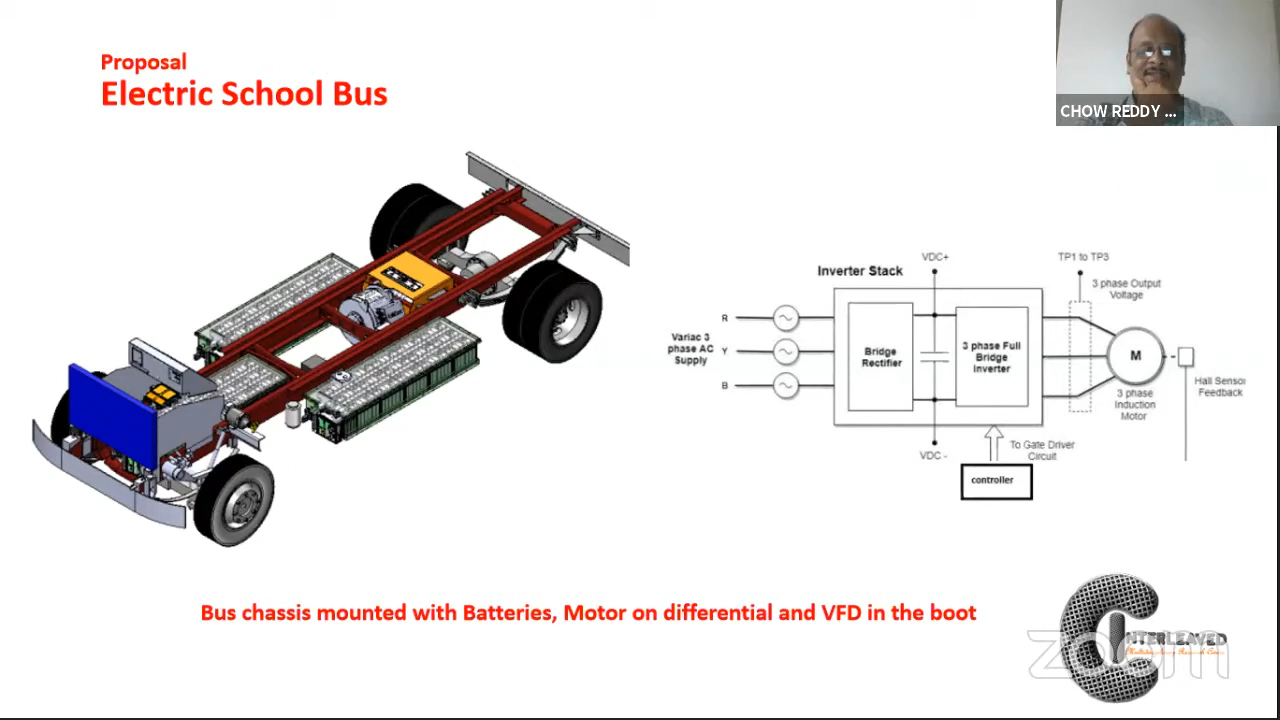 Proposal
Electric School Bus
CHOW REDDY ...
VDC+
TP1 to TP3
Inverter Stack
3 phase Output
Voltage
R
Variac 3
phase AC
Supply
Y
B
Bridge
Rectifier
3 phase Full
Bridge
Inverter
M
3 phase
Induction
Motor
Hall Sensor
Feedback
VDC -
To Gate Driver
Circuit
controller
Bus chassis mounted with Batteries, Motor on differential and VFD in the boot
INTERLEAVED
zoom